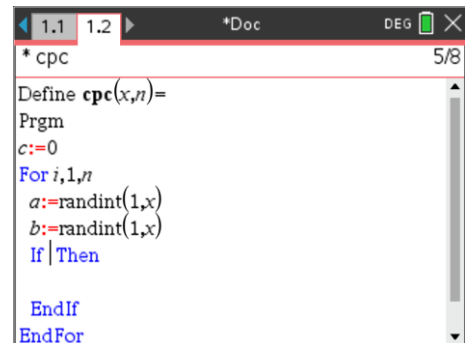 1.1 1.2 *Doc DEG
* cpc 5/8
Define cpc(x,n)=
Prgm
c:=0
For i,1,n
a:=randint(1,x)
b:=randint(1,x)
If Then
EndIf
EndFor